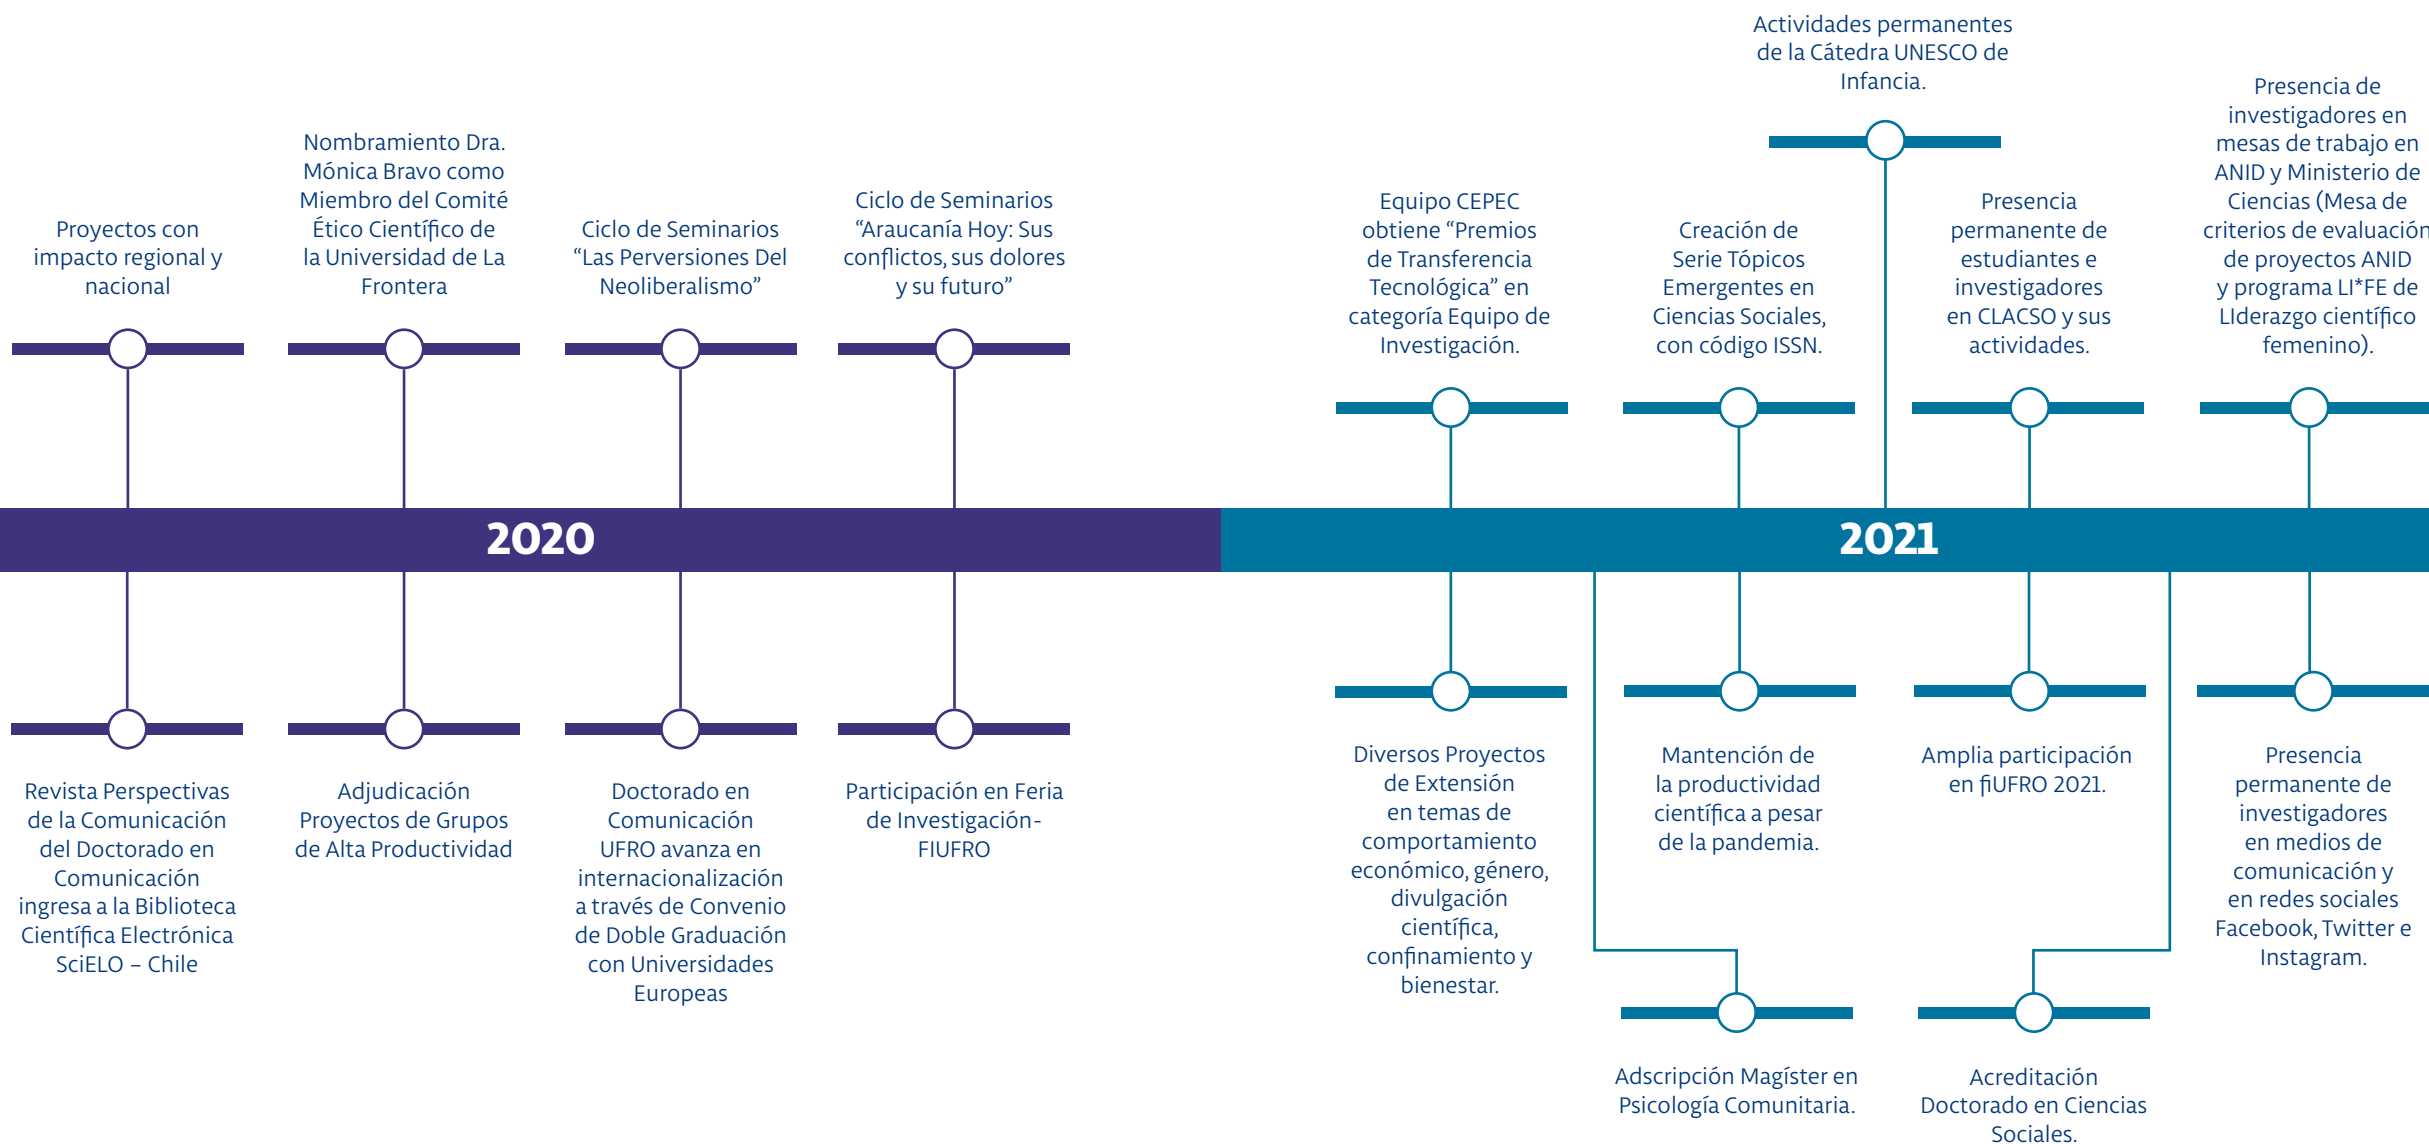 Proyectos con
impacto regional y
nacional
Nombramiento Dra.
Mónica Bravo como
Miembro del Comité
Ético Científico de
la Universidad de La
Frontera
Ciclo de Seminarios
“Las Perversiones Del
Neoliberalismo”
Ciclo de Seminarios
“Araucanía Hoy: Sus
conflictos, sus dolores
y su futuro”
2020
Revista Perspectivas
de la Comunicación
del Doctorado en
Comunicación
ingresa a la Biblioteca
Científica Electrónica
SciELO – Chile
Adjudicación
Proyectos de Grupos
de Alta Productividad
Doctorado en
Comunicación
UFRO avanza en
internacionalización
a través de Convenio
de Doble Graduación
con Universidades
Europeas
Participación en Feria
de Investigación-
FIUFRO
Equipo CEPEC
obtiene “Premios
de Transferencia
Tecnológica” en
categoría Equipo de
Investigación.
Creación de
Serie Tópicos
Emergentes en
Ciencias Sociales,
con código ISSN.
Actividades permanentes
de la Cátedra UNESCO de
Infancia.
Presencia
permanente de
estudiantes e
investigadores
en CLACSO y sus
actividades.
Presencia de
investigadores en
mesas de trabajo en
ANID y Ministerio de
Ciencias (Mesa de
criterios de evaluación
de proyectos ANID
y programa LI*FE de
LIderazgo científico
femenino).
2021
Diversos Proyectos
de Extensión
en temas de
comportamiento
económico, género,
divulgación
científica,
confinamiento y
bienestar.
Mantención de
la productividad
científica a pesar
de la pandemia.
Amplia participación
en fiUFRO 2021.
Presencia
permanente de
investigadores
en medios de
comunicación y
en redes sociales
Facebook, Twitter e
Instagram.
Adscripción Magíster en
Psicología Comunitaria.
Acreditación
Doctorado en Ciencias
Sociales.